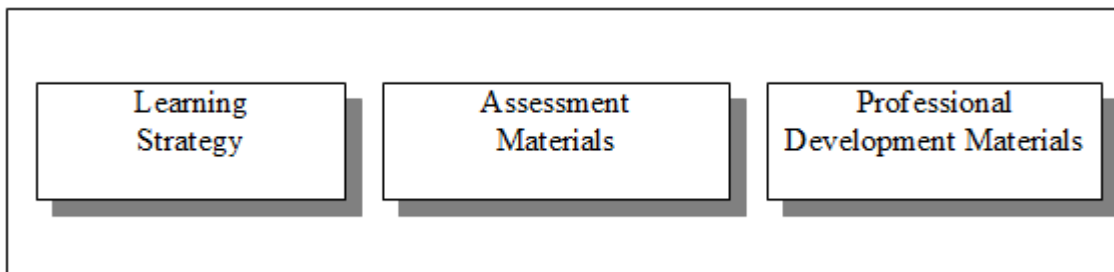 Learning
Strategy
Assessment
Materials
Professional
Development Materials